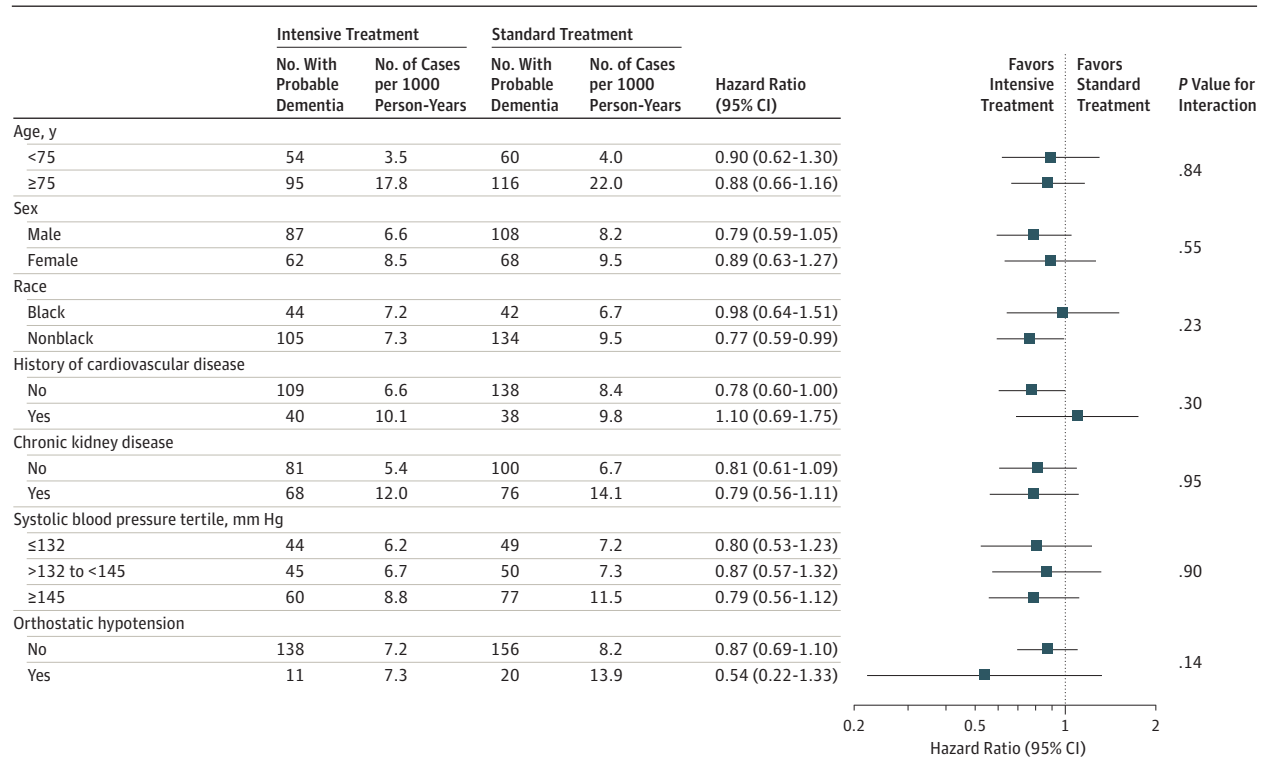 Intensive Treatment Standard Treatment
No. With Probable Dementia No. of Cases per 1000 Person-Years No. With Probable Dementia No. of Cases per 1000 Person-Years Hazard Ratio (95% CI) Favors Intensive Treatment Favors Standard Treatment P Value for Interaction
Age, y
<75 54 3.5 60 4.0 0.90 (0.62-1.30)
≥75 95 17.8 116 22.0 0.88 (0.66-1.16)
.84
Sex
Male 87 6.6 108 8.2 0.79 (0.59-1.05)
Female 62 8.5 68 9.5 0.89 (0.63-1.27)
.55
Race
Black 44 7.2 42 6.7 0.98 (0.64-1.51)
Nonblack 105 7.3 134 9.5 0.77 (0.59-0.99)
.23
History of cardiovascular disease
No 109 6.6 138 8.4 0.78 (0.60-1.00)
Yes 40 10.1 38 9.8 1.10 (0.69-1.75)
.30
Chronic kidney disease
No 81 5.4 100 6.7 0.81 (0.61-1.09)
Yes 68 12.0 76 14.1 0.79 (0.56-1.11)
.95
Systolic blood pressure tertile, mm Hg
≤132 44 6.2 49 7.2 0.80 (0.53-1.23)
>132 to <145 45 6.7 50 7.3 0.87 (0.57-1.32) .90
≥145 60 8.8 77 11.5 0.79 (0.56-1.12)
Orthostatic hypotension
No 138 7.2 156 8.2 0.87 (0.69-1.10)
Yes 11 7.3 20 13.9 0.54 (0.22-1.33)
.14
0.2 0.5 1 2
Hazard Ratio (95% CI)